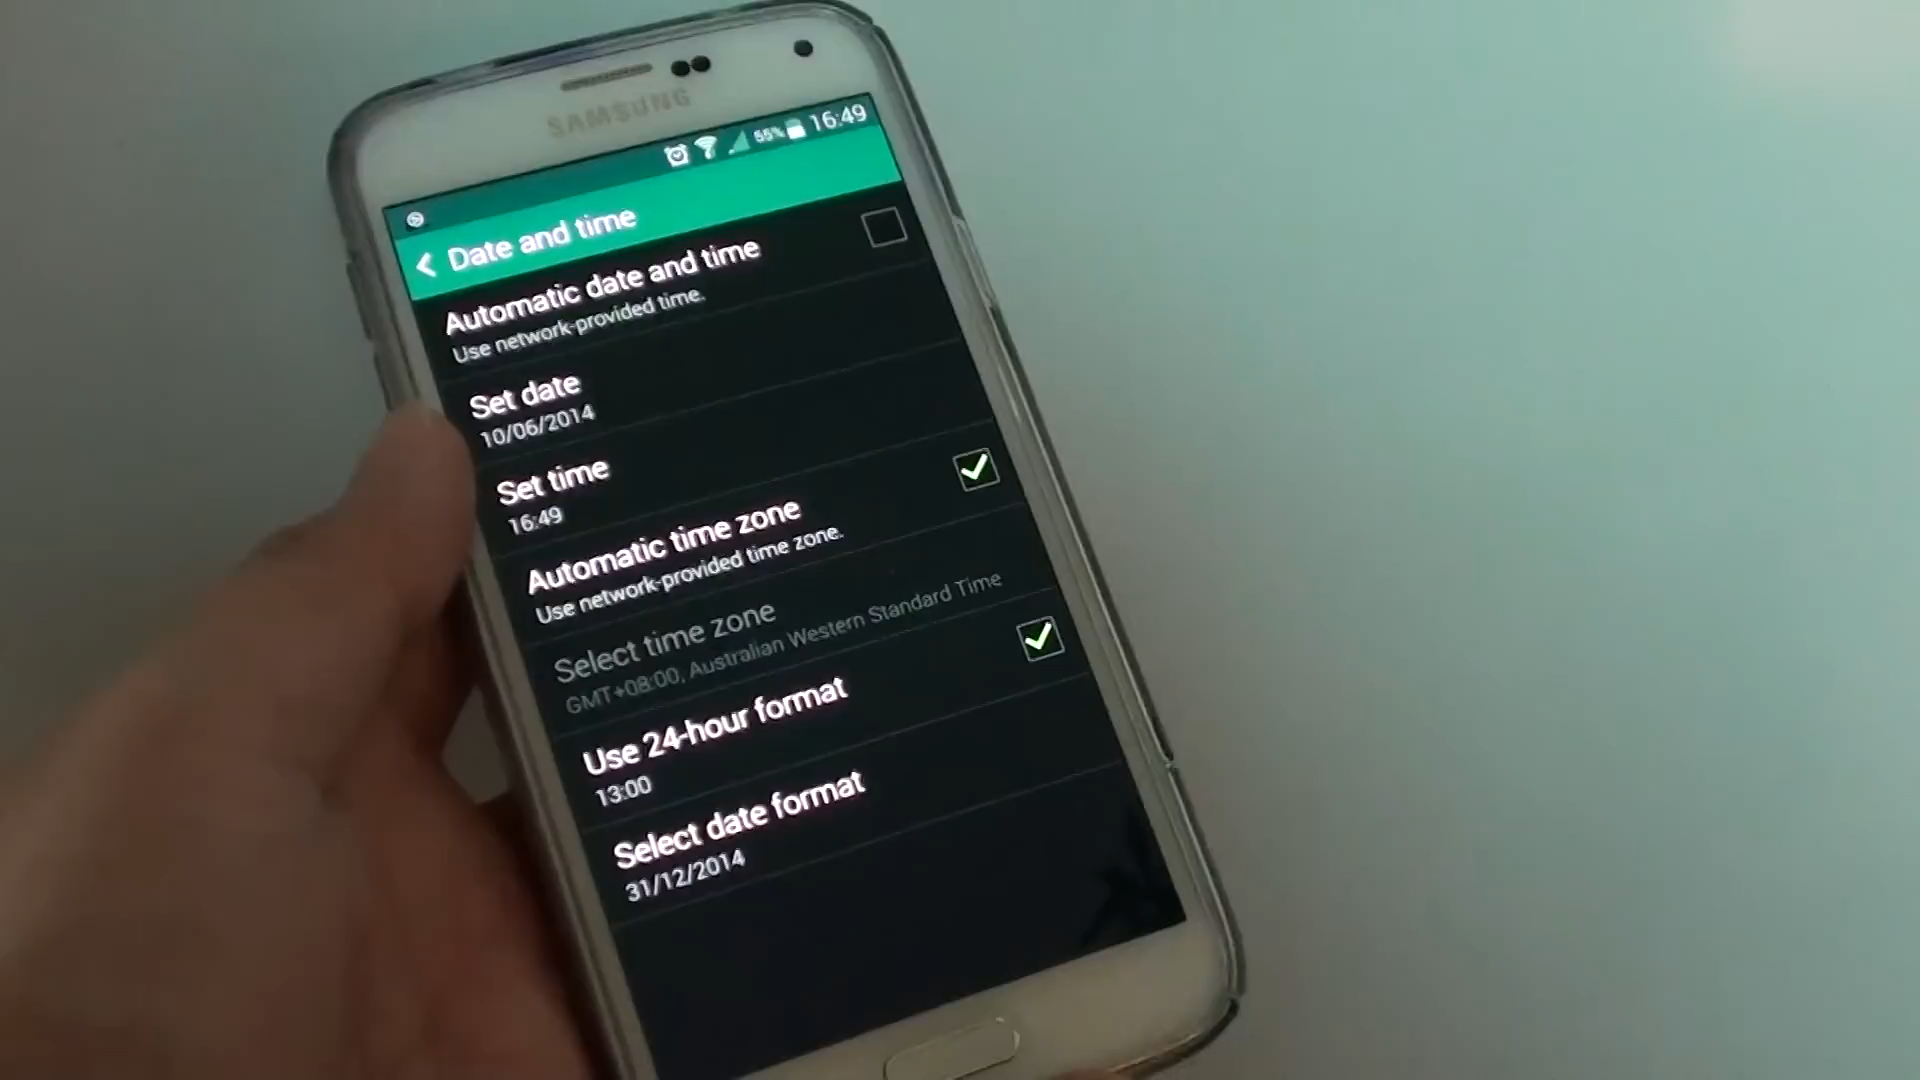 SAMSUNG
55% 16:49
Date and time
Automatic date and time
Use network-provided time.
Set date
10/06/2014
Set time
16:49
Automatic time zone
Use network-provided time zone.
Select time zone
GMT+08:00, Australian Western Standard Time
Use 24-hour format
13:00
Select date format
31/12/2014